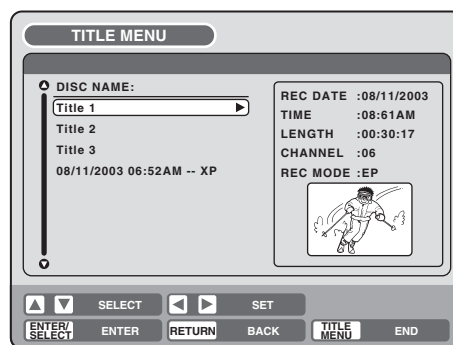 TITLE MENU
DISC NAME:
Title 1
Title 2
Title 3
08/11/2003 06:52AM -- XP
REC DATE :08/11/2003
TIME :08:61AM
LENGTH :00:30:17
CHANNEL :06
REC MODE :EP
SELECT SET
ENTER/SELECT ENTER RETURN BACK TITLE MENU END